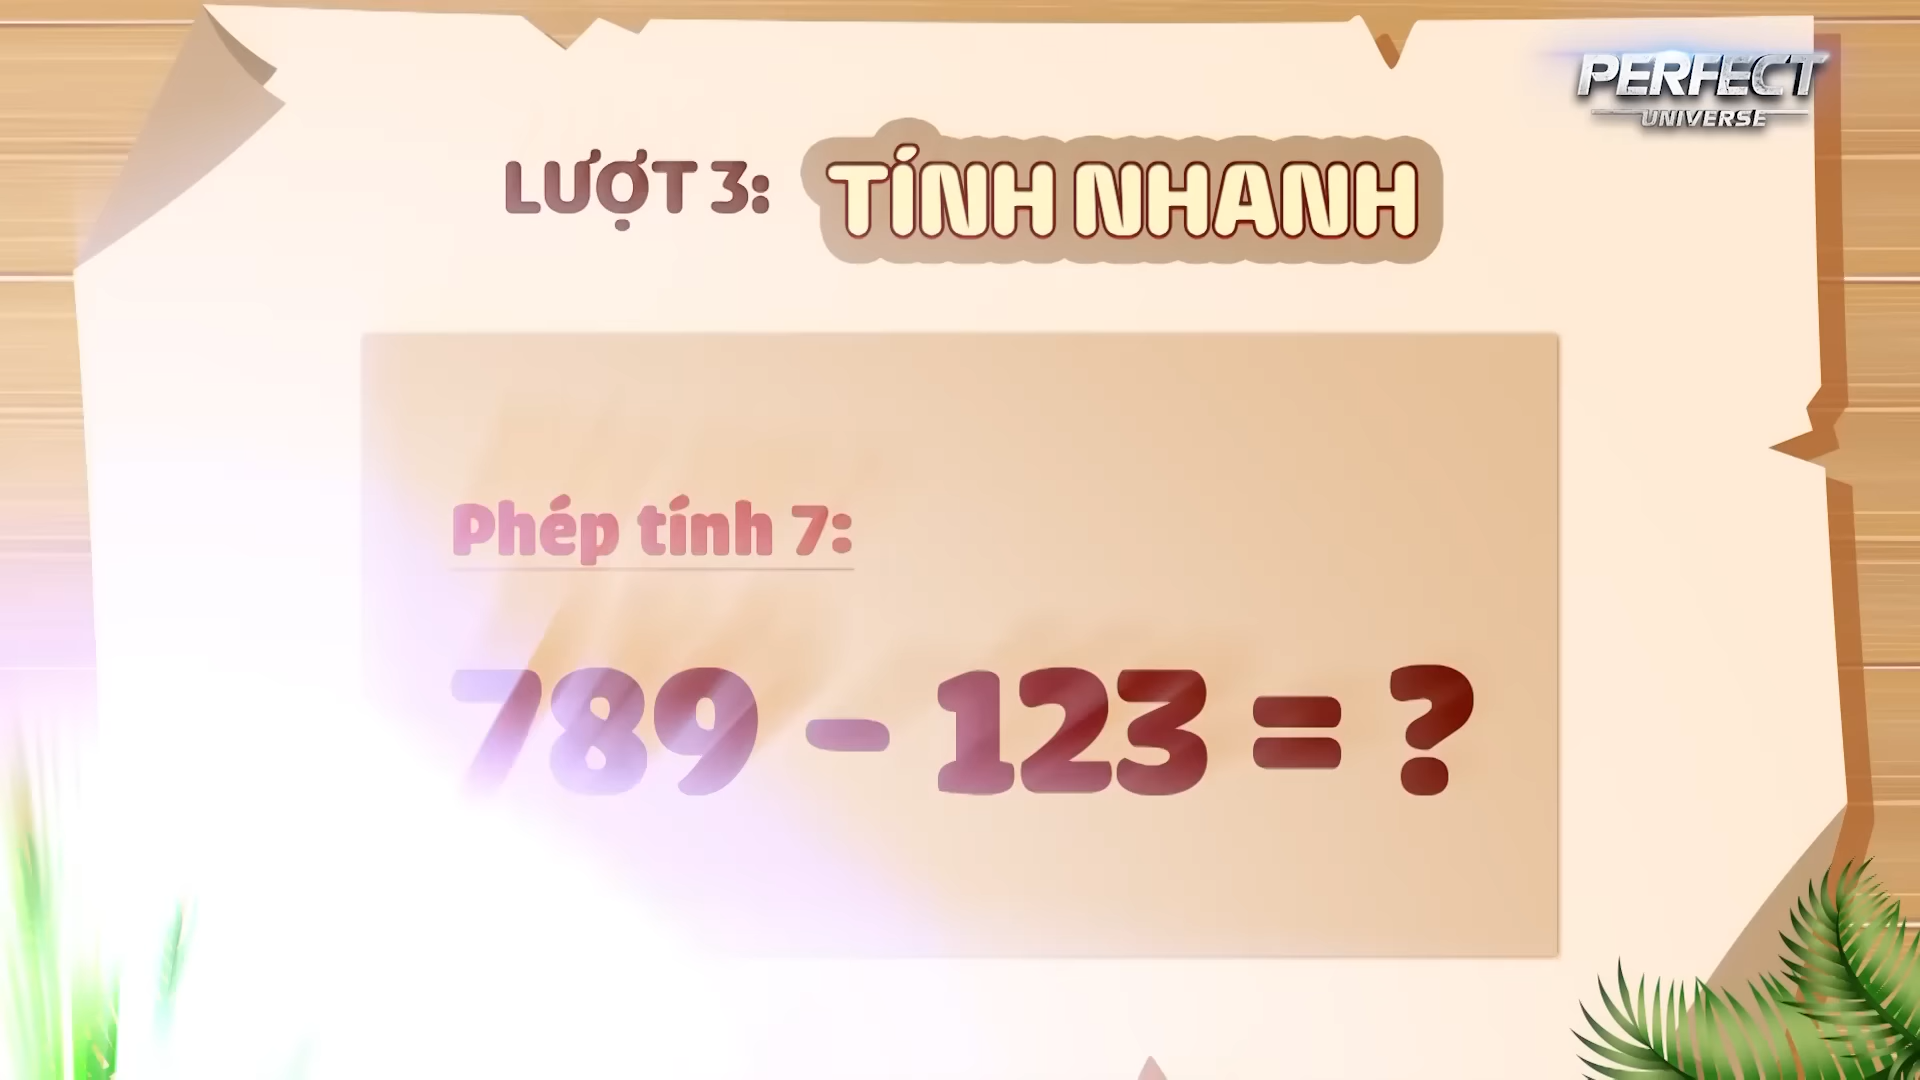 PERFECT
UNIVERSE
LƯỢT 3: TÍNH NHANH
Phép tính 7:
789 - 123 = ?